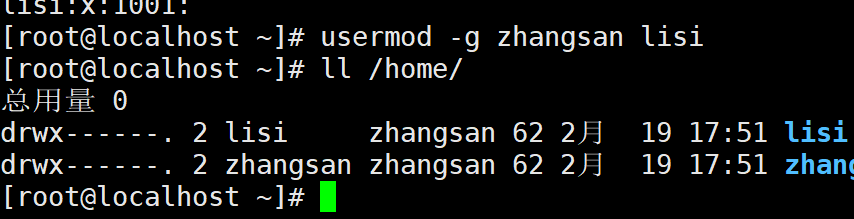 lisi:x:1001:
[root@localhost ~]# usermod -g zhangsan lisi
[root@localhost ~]# ll /home/
总用量 0
drwx------. 2 lisi     zhangsan 62 2月  19 17:51 lisi
drwx------. 2 zhangsan zhangsan 62 2月  19 17:51 zhang
[root@localhost ~]#